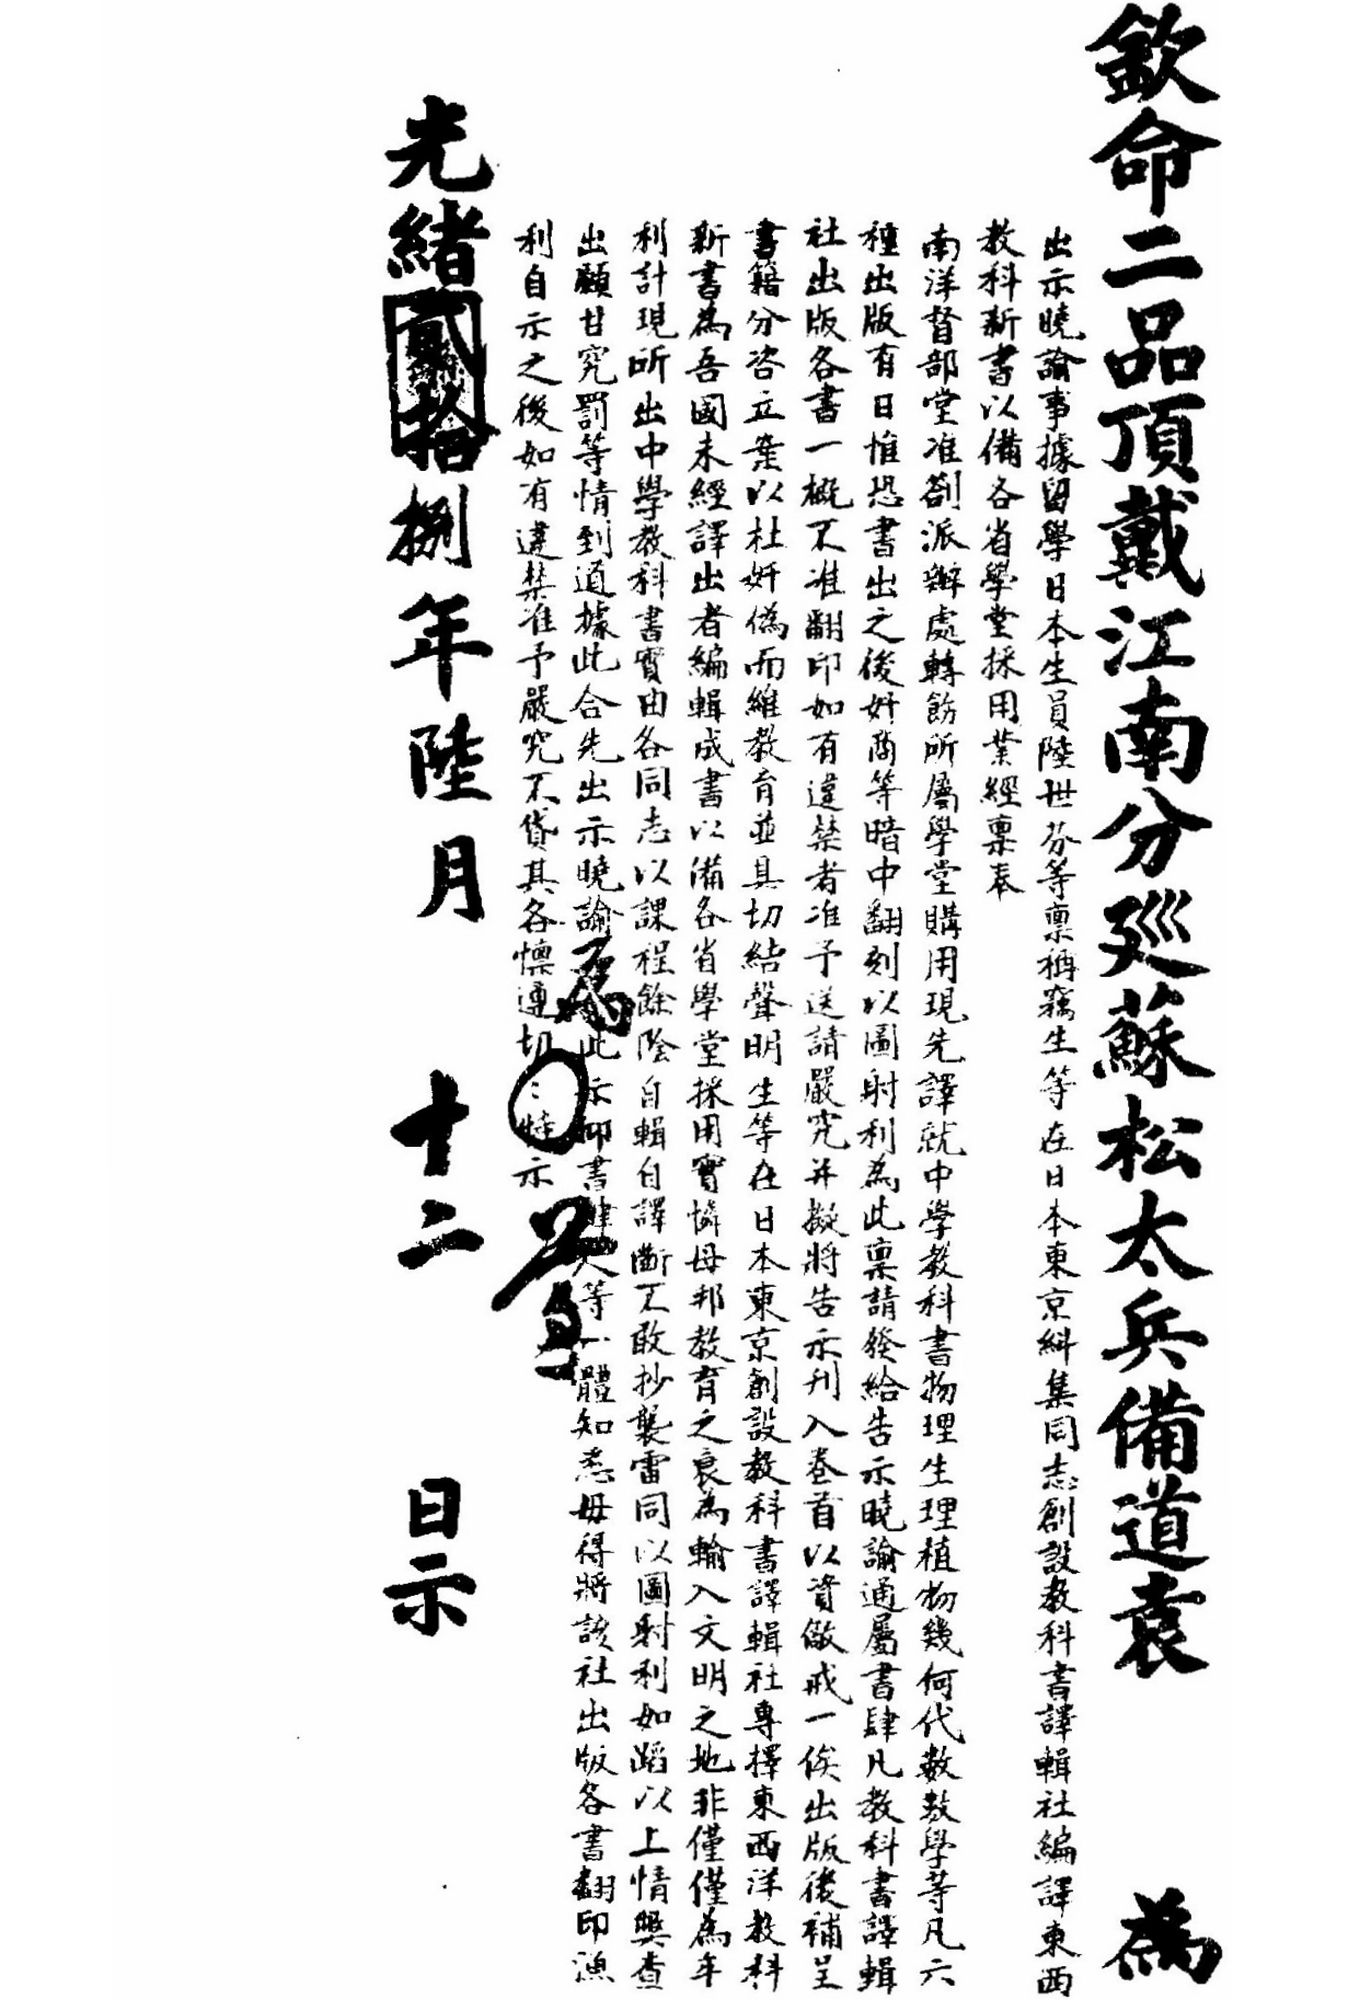 欽命二品頂戴江南分廵蘇松太兵備道袁　為
出示曉諭事據留學日本生員陸世芬等稟稱竊生等在日本東京糾集同志創設教科書譯輯社編譯東西
教科新書以備各省學堂採用業經稟奉
南洋督部堂准劄派辦處轉飭所屬學堂購用現先譯就中學教科書物理生理植物幾何代數數學等凡六
種出版有日惟恐書出之後奸商等暗中翻刻以圖射利為此稟請發給告示曉諭通屬書肆凡教科書譯輯
社出版各書一概不准翻印如有違禁者准予送請嚴究并擬將告示刋入卷首以資儆戒一俟出版後補呈
書籍分咨立案以杜奸偽而維教育並具切結聲明生等在日本東京創設教科書譯輯社專擇東西洋教科
新書為吾國未經譯出者編輯成書以備各省學堂採用實憐母邦教育之衰為輸入文明之地非僅僅為牟
利計現所出中學教科書實由各同志以課程餘陰自輯自譯斷不敢抄襲雷同以圖射利如蹈以上情獘查
出願甘究罰等情到道據此合先出示曉諭為此示仰書肆人等一體知悉毋得將該社出版各書翻印漁
利自示之後如有違禁准予嚴究不貸其各懍遵切〻特示
光緒貳拾捌年陸月　十二　日示